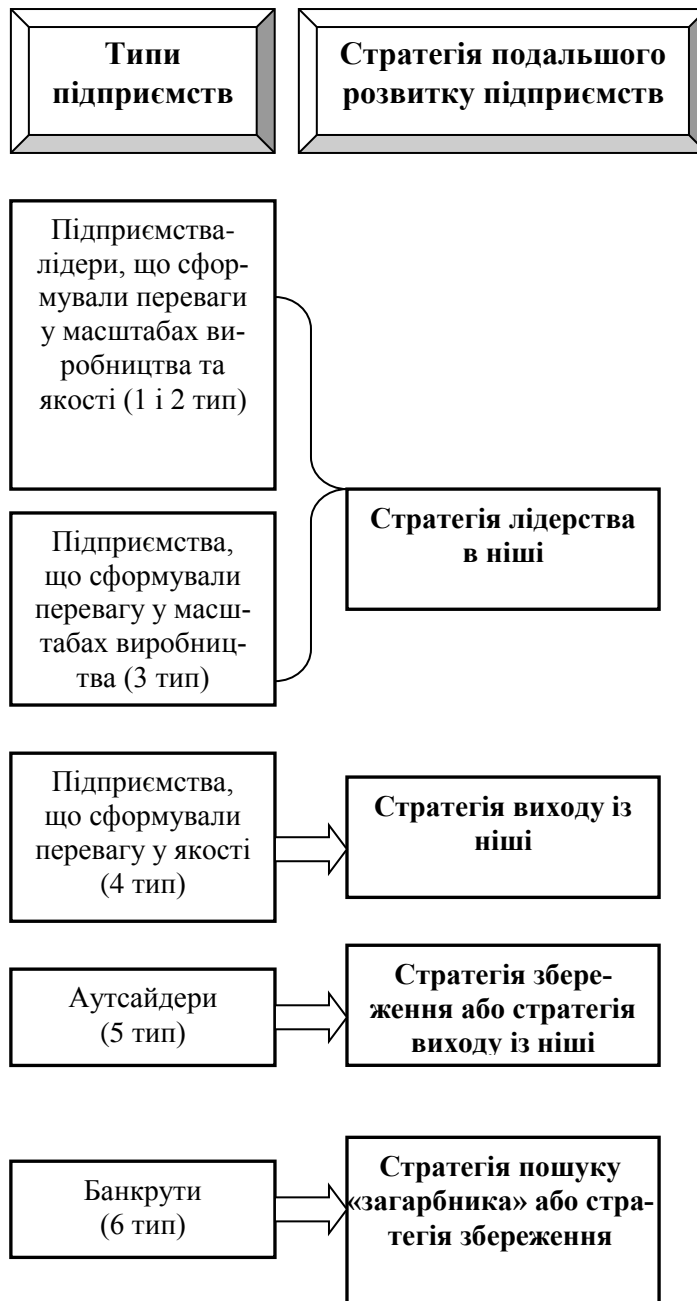 Типи
підприємств
Стратегія подальшого
розвитку підприємств
Підприємства-
лідери, що сфор-
мували переваги
у масштабах ви-
робництва та
якості (1 і 2 тип)
Підприємства,
що сформували
перевагу у масш-
табах виробниц-
тва (3 тип)
Стратегія лідерства
в ніші
Підприємства,
що сформували
перевагу у якості
(4 тип)
Стратегія виходу із
ніші
Аутсайдери
(5 тип)
Стратегія збере-
ження або стратегія
виходу із ніші
Банкрути
(6 тип)
Стратегія пошуку
«загарбника» або стра-
тегія збереження